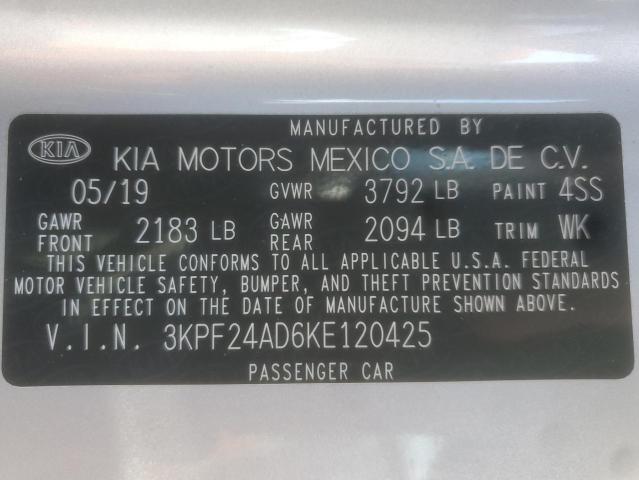 MANUFACTURED BY
KIA KIA MOTORS MEXICO S.A. DE C.V.
05/19 GVWR 3792 LB PAINT 4SS
GAWR FRONT 2183 LB GAWR REAR 2094 LB TRIM WK
THIS VEHICLE CONFORMS TO ALL APPLICABLE U.S.A. FEDERAL
MOTOR VEHICLE SAFETY, BUMPER, AND THEFT PREVENTION STANDARDS
IN EFFECT ON THE DATE OF MANUFACTURE SHOWN ABOVE.
V.I.N. 3KPF24AD6KE120425
PASSENGER CAR